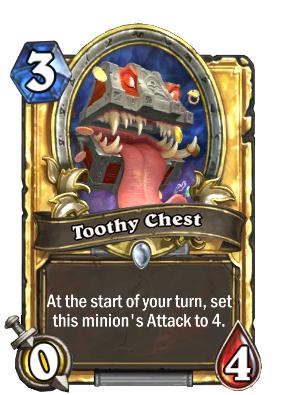 3
Toothy Chest
At the start of your turn, set
this minion's Attack to 4.
0
4